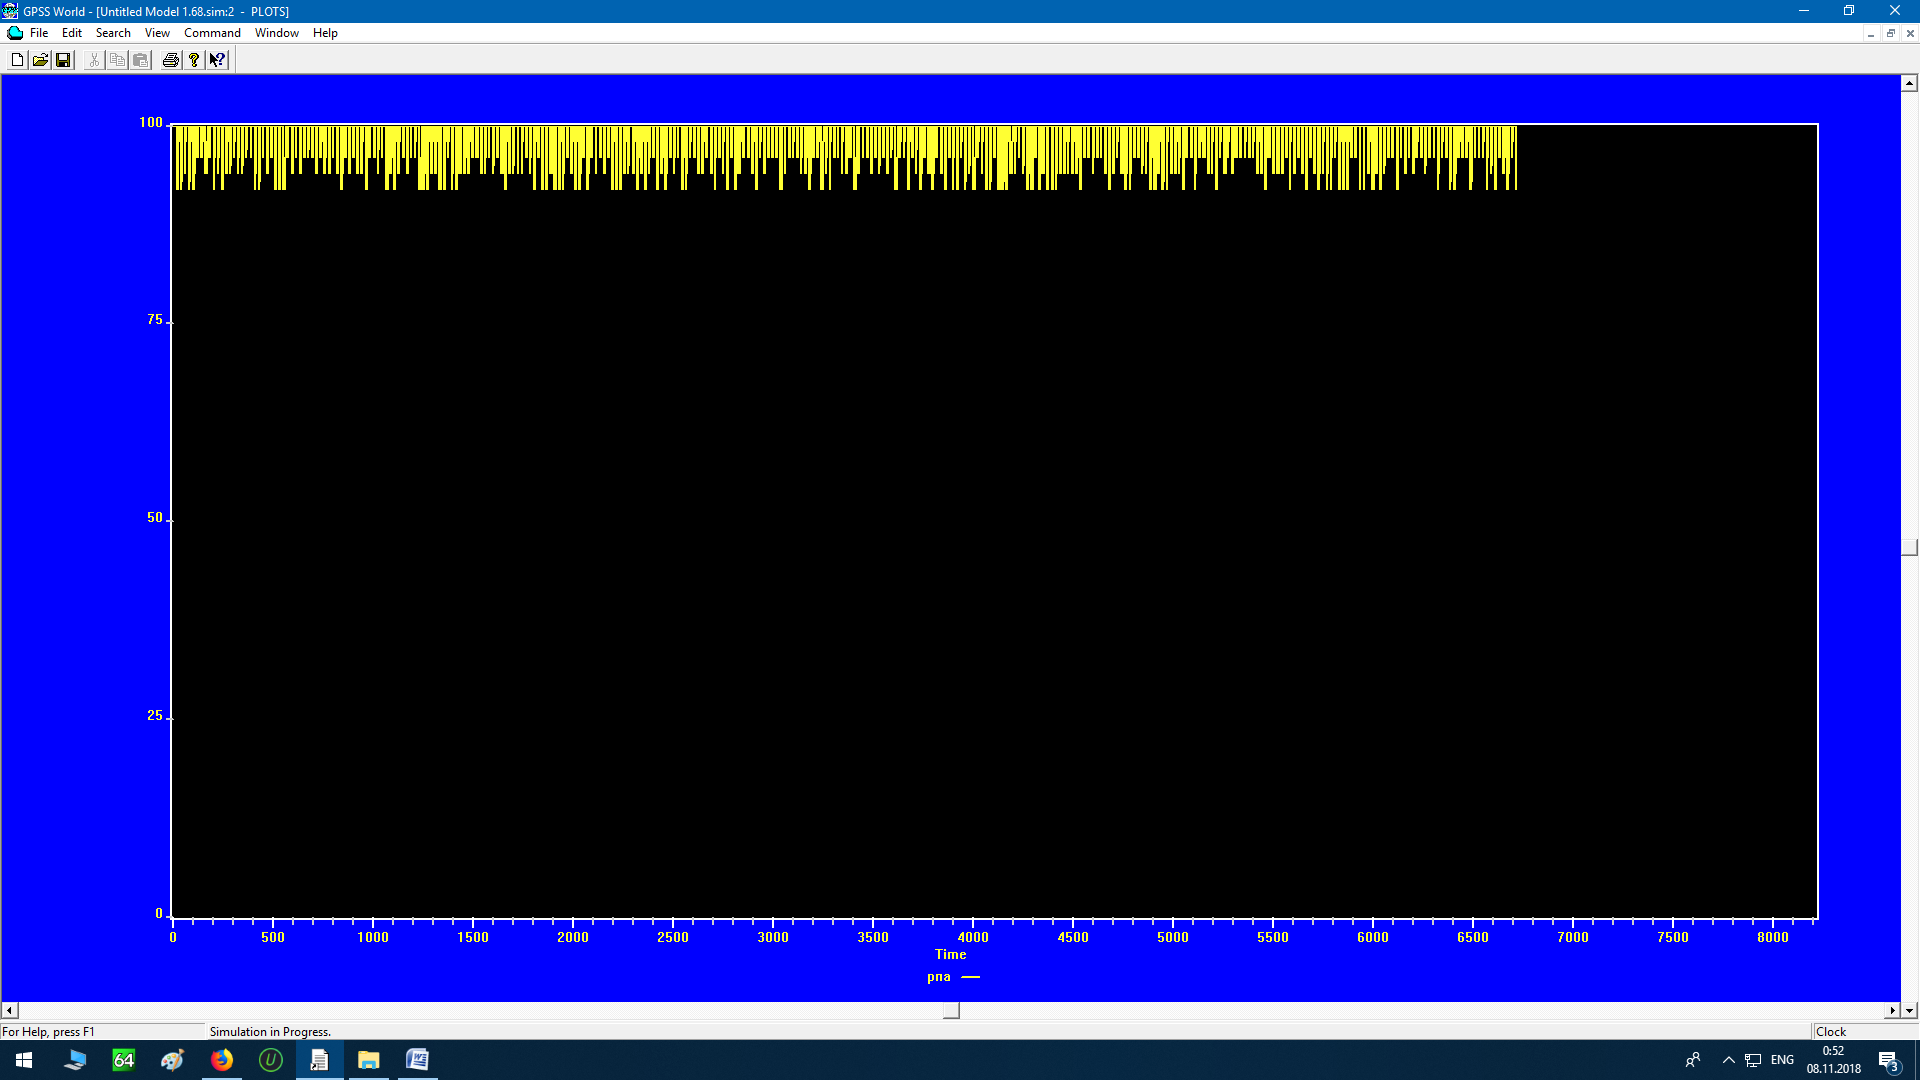 GPSS World - [Untitled Model 1.68.sim:2 - PLOTS]
File Edit Search View Command Window Help
100
75
50
25
0
0 500 1000 1500 2000 2500 3000 3500 4000 4500 5000 5500 6000 6500 7000 7500 8000
Time
рпа
For Help, press F1 Simulation in Progress. Clock
64 U W ENG 0:52
08.11.2018 3